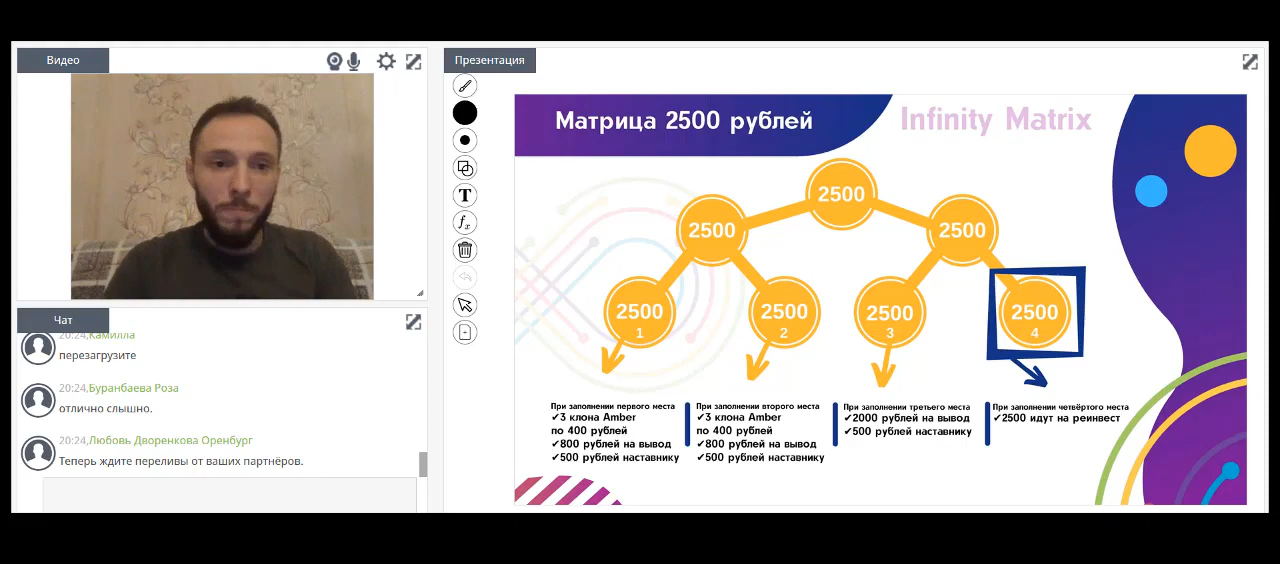 Видео
Чат
20:24,Камилла
перезагрузите
20:24,Буранбаева Роза
отлично слышно.
20:24,Любовь Дворенкова Оренбург
Теперь ждите переливы от ваших партнёров.
Презентация
T
fx
Матрица 2500 рублей
Infinity Matrix
2500
2500
2500
2500
1
2500
2
2500
3
2500
4
При заполнении первого места
✓3 клона Amber
по 400 рублей
✓800 рублей на вывод
✓500 рублей наставнику
При заполнении второго места
✓3 клона Amber
по 400 рублей
✓800 рублей на вывод
✓500 рублей наставнику
При заполнении третьего места
✓2000 рублей на вывод
✓500 рублей наставнику
При заполнении четвёртого места
✓2500 идут на реинвест